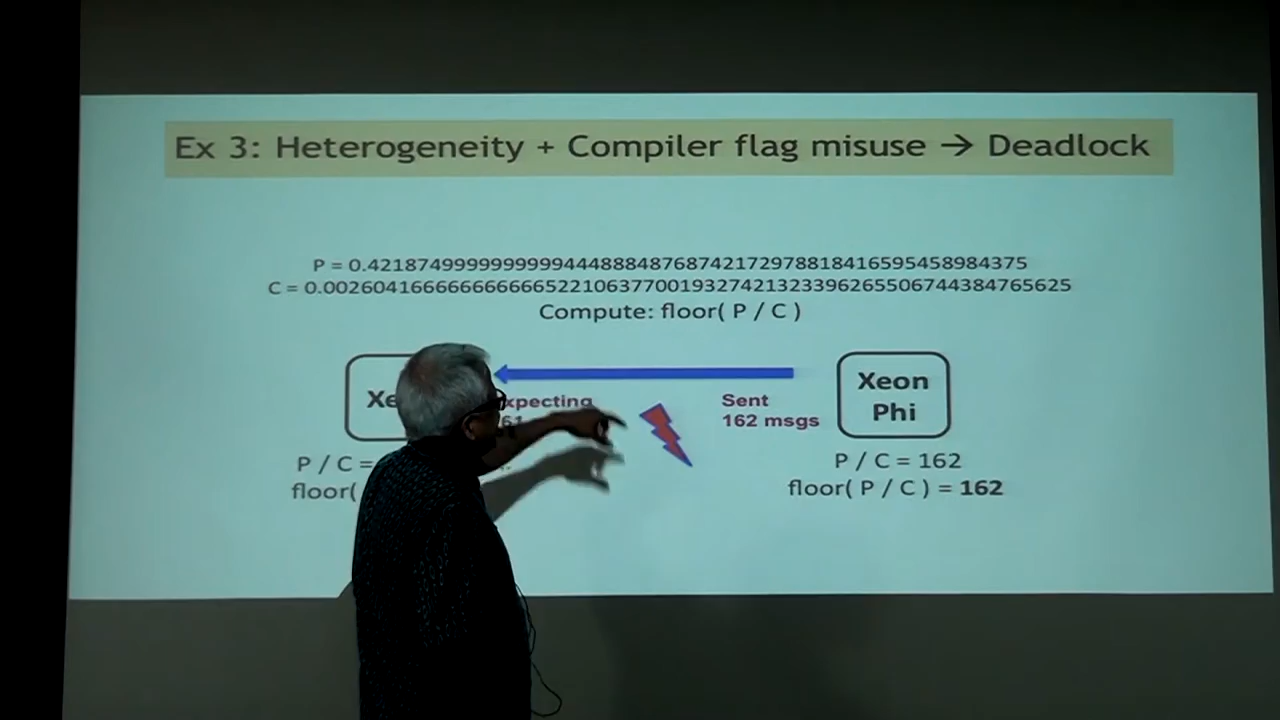 Ex 3: Heterogeneity + Compiler flag misuse → Deadlock
P = 0.421874999999999944488848768742172978818416595458984375
C = 0.0026041666666666665221063770019327421323396265506744384765625
Compute: floor( P / C )
Sent
162 msgs
Xeon
Phi
P / C =
floor(
P / C = 162
floor( P / C ) = 162